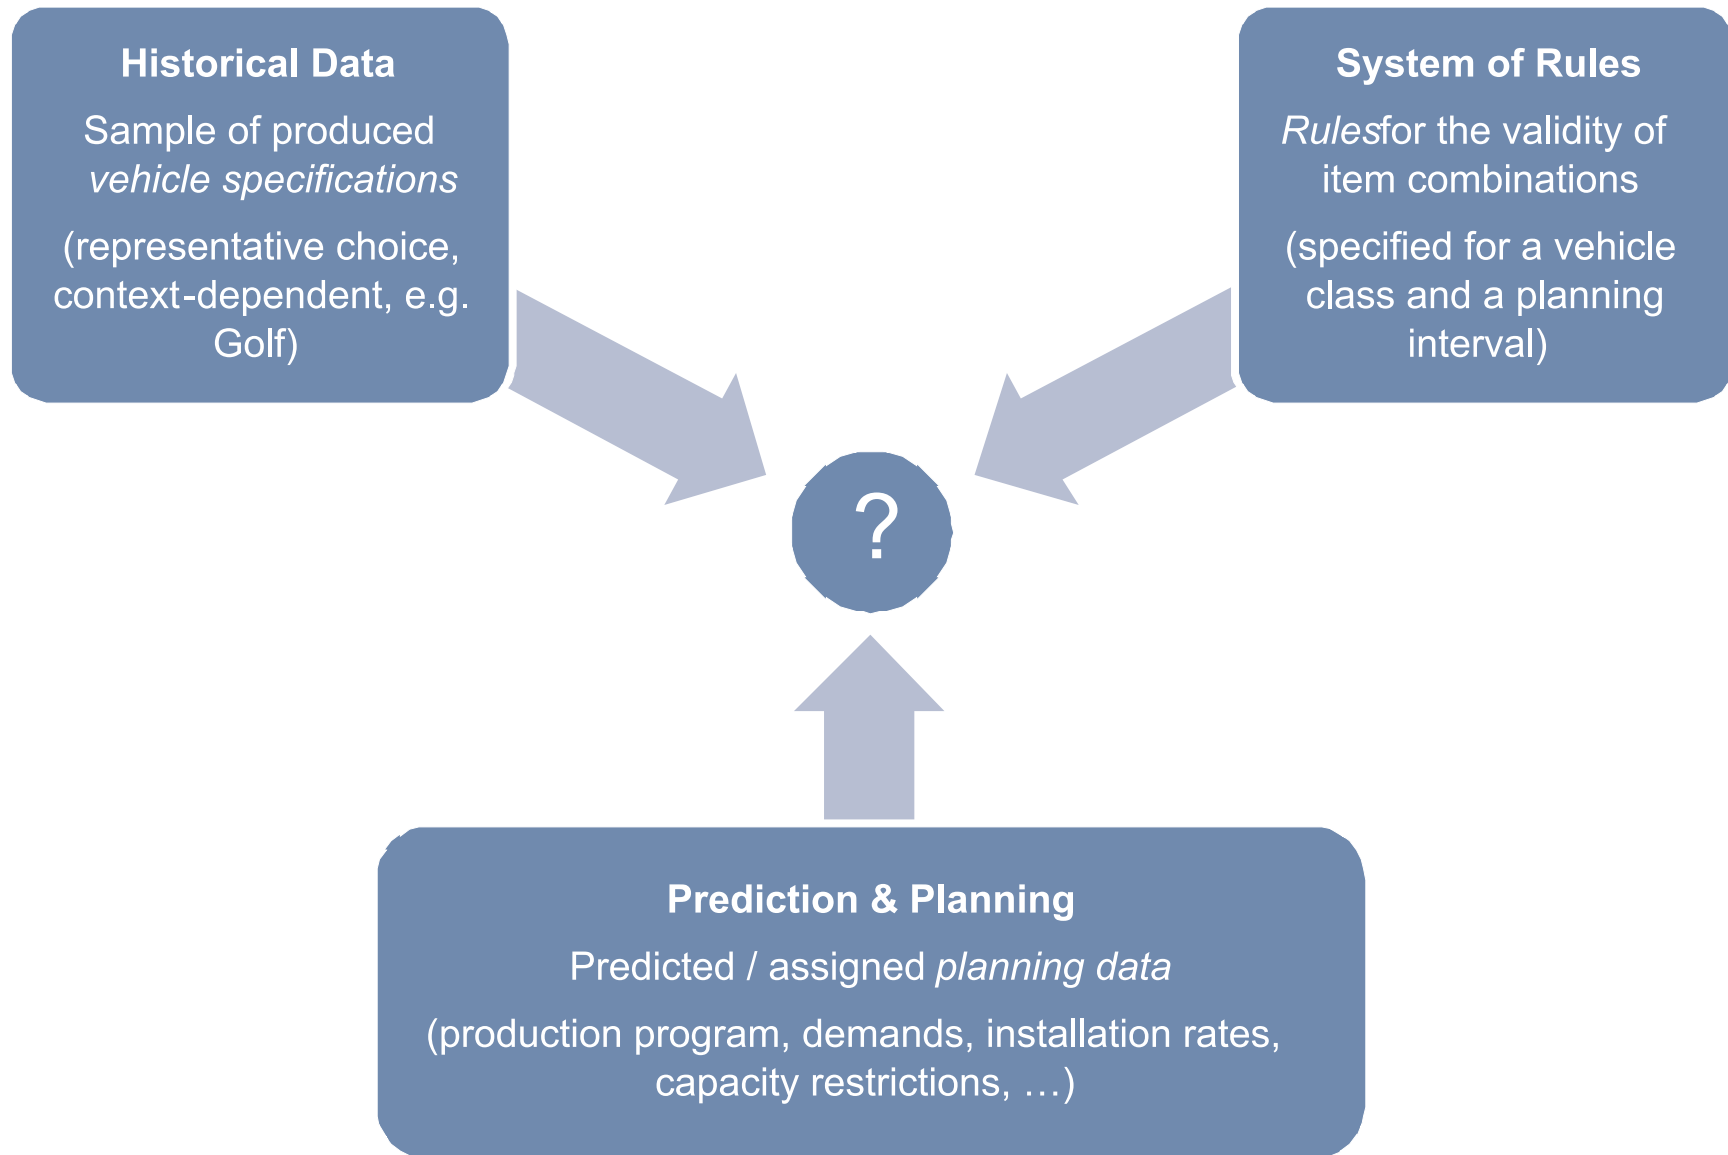 Historical Data
Sample of produced
vehicle specifications
(representative choice,
context-dependent, e.g.
Golf)
System of Rules
Rulesfor the validity of
item combinations
(specified for a vehicle
class and a planning
interval)
?
Prediction & Planning
Predicted / assigned planning data
(production program, demands, installation rates,
capacity restrictions, …)